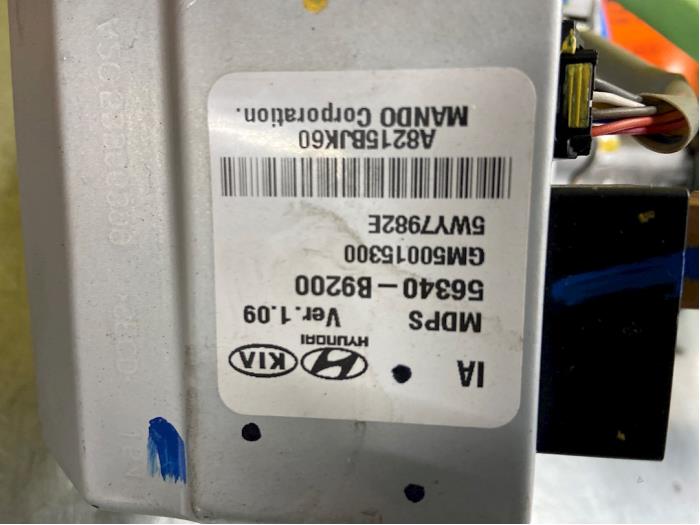 IA
HYUNDAI
KIA
MDPS Ver.1.09
56340-B9200
GM50015300
5WY7982E
A8215BJK60
MANDO Corporation.